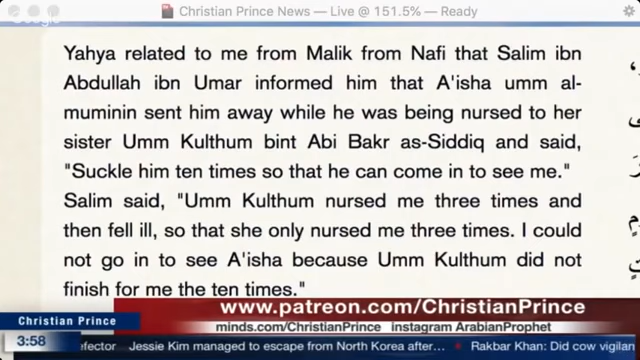 Christian Prince News — Live @ 151.5% — Ready
Yahya related to me from Malik from Nafi that Salim ibn
Abdullah ibn Umar informed him that A'isha umm al-
muminin sent him away while he was being nursed to her
sister Umm Kulthum bint Abi Bakr as-Siddiq and said,
"Suckle him ten times so that he can come in to see me."
Salim said, "Umm Kulthum nursed me three times and
then fell ill, so that she only nursed me three times. I could
not go in to see A'isha because Umm Kulthum did not
finish for me the ten times."
www.patreon.com/ChristianPrince
Christian Prince
minds.com/ChristianPrince instagram ArabianProphet
3:58
efector Jessie Kim managed to escape from North Korea after... Rakbar Khan: Did cow vigilan